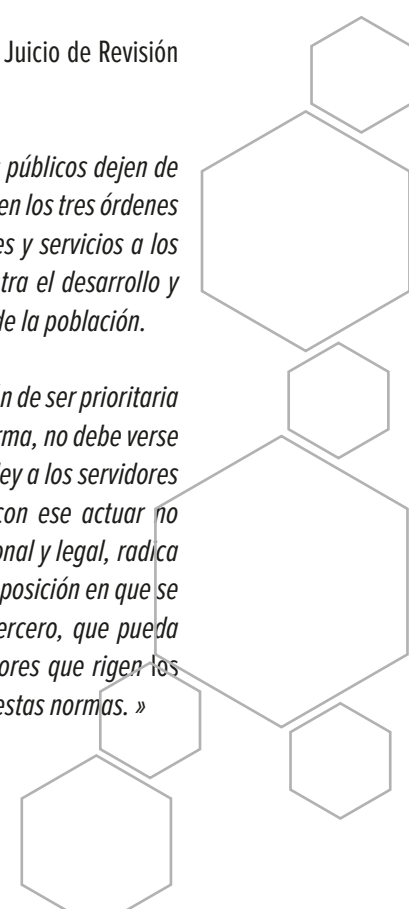 Juicio de Revisión
públicos dejen de
en los tres órdenes
es y servicios a los
tra el desarrollo y
de la población.
n de ser prioritaria
rma, no debe verse
ley a los servidores
con ese actuar no
onal y legal, radica
posición en que se
ercero, que pueda
ores que rigen los
estas normas. »